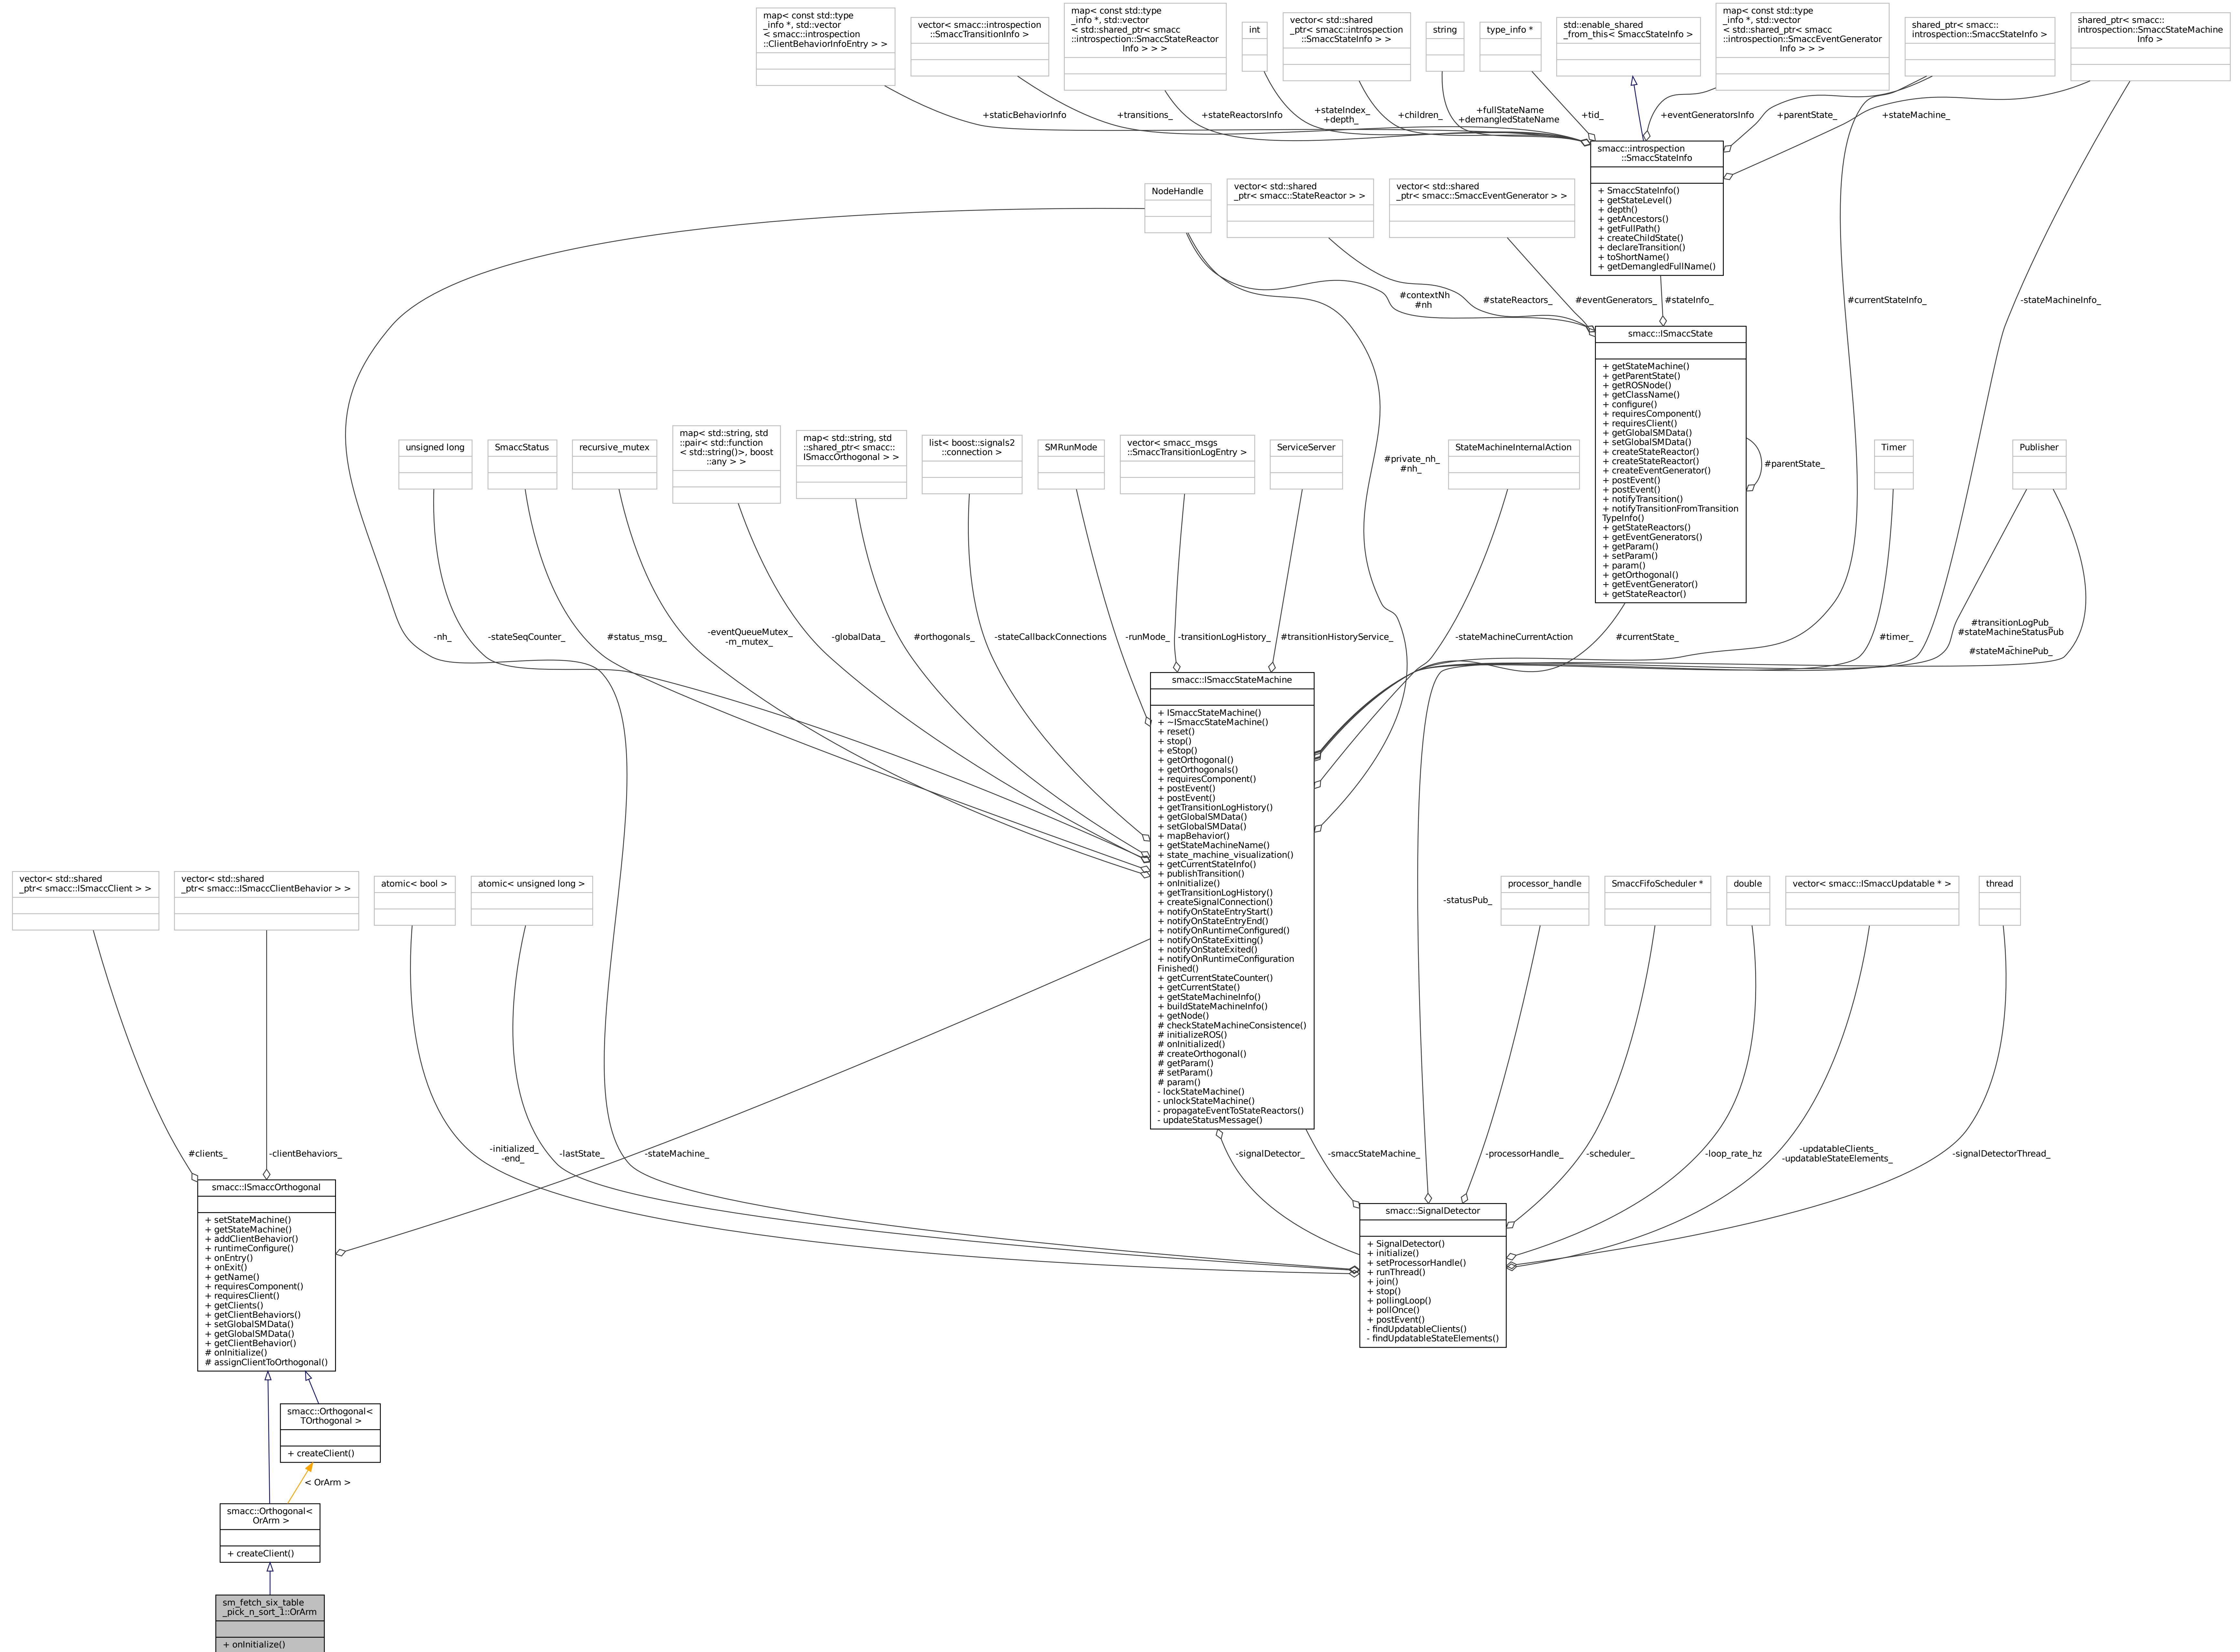 map< const std::type
_info *, std::vector
< smacc::introspection
::ClientBehaviorInfoEntry > >
vector< smacc::introspection
::SmaccTransitionInfo >
map< const std::type
_info *, std::vector
< std::shared_ptr< smacc
::introspection::SmaccStateReactor
Info > > >
int
vector< std::shared
_ptr< smacc::introspection
::SmaccStateInfo > >
string
type_info *
std::enable_shared
_from_this< SmaccStateInfo >
map< const std::type
_info *, std::vector
< std::shared_ptr< smacc
::introspection::SmaccEventGenerator
Info > > >
shared_ptr< smacc::
introspection::SmaccStateInfo >
shared_ptr< smacc::
introspection::SmaccStateMachine
Info >
+staticBehaviorInfo
+transitions_
+stateReactorsInfo
+stateIndex_
+depth_
+children_
+fullStateName
+demangledStateName
+tid_
+eventGeneratorsInfo
+parentState_
+stateMachine_
smacc::introspection
::SmaccStateInfo
+ SmaccStateInfo()
+ getStateLevel()
+ depth()
+ getAncestors()
+ getFullPath()
+ createChildState()
+ declareTransition()
+ toShortName()
+ getDemangledFullName()
NodeHandle
vector< std::shared
_ptr< smacc::StateReactor > >
vector< std::shared
_ptr< smacc::SmaccEventGenerator > >
#contextNh
#nh
#stateReactors_
#eventGenerators_
#stateInfo_
#currentStateInfo_
-stateMachineInfo_
smacc::ISmaccState
+ getStateMachine()
+ getParentState()
+ getROSNode()
+ getClassName()
+ configure()
+ requiresComponent()
+ requiresClient()
+ getGlobalSMData()
+ setGlobalSMData()
+ createStateReactor()
+ createStateReactor()
+ createEventGenerator()
+ postEvent()
+ postEvent()
+ notifyTransition()
+ notifyTransitionFromTransition
TypeInfo()
+ getStateReactors()
+ getEventGenerators()
+ getParam()
+ setParam()
+ param()
+ getOrthogonal()
+ getEventGenerator()
+ getStateReactor()
#parentState_
unsigned long
SmaccStatus
recursive_mutex
map< std::string, std
::pair< std::function
< std::string()>, boost
::any > >
map< std::string, std
::shared_ptr< smacc::
ISmaccOrthogonal > >
list< boost::signals2
::connection >
SMRunMode
vector< smacc_msgs
::SmaccTransitionLogEntry >
ServiceServer
#private_nh_
#nh_
StateMachineInternalAction
Timer
Publisher
-nh_
-stateSeqCounter_
#status_msg_
-eventQueueMutex_
-m_mutex_
-globalData_
#orthogonals_
-stateCallbackConnections
-runMode_
-transitionLogHistory_
#transitionHistoryService_
-stateMachineCurrentAction
#currentState_
#timer_
#transitionLogPub_
#stateMachineStatusPub
_
#stateMachinePub_
smacc::ISmaccStateMachine
+ ISmaccStateMachine()
+ ~ISmaccStateMachine()
+ reset()
+ stop()
+ eStop()
+ getOrthogonal()
+ getOrthogonals()
+ requiresComponent()
+ postEvent()
+ postEvent()
+ getTransitionLogHistory()
+ getGlobalSMData()
+ setGlobalSMData()
+ mapBehavior()
+ getStateMachineName()
+ state_machine_visualization()
+ getCurrentStateInfo()
+ publishTransition()
+ onInitialize()
+ getTransitionLogHistory()
+ createSignalConnection()
+ notifyOnStateEntryStart()
+ notifyOnStateEntryEnd()
+ notifyOnRuntimeConfigured()
+ notifyOnStateExitting()
+ notifyOnStateExited()
+ notifyOnRuntimeConfiguration
Finished()
+ getCurrentStateCounter()
+ getCurrentState()
+ getStateMachineInfo()
+ buildStateMachineInfo()
+ getNode()
# checkStateMachineConsistence()
# initializeROS()
# onInitialized()
# createOrthogonal()
# getParam()
# setParam()
# param()
- lockStateMachine()
- unlockStateMachine()
- propagateEventToStateReactors()
- updateStatusMessage()
vector< std::shared
_ptr< smacc::ISmaccClient > >
vector< std::shared
_ptr< smacc::ISmaccClientBehavior > >
atomic< bool >
atomic< unsigned long >
-statusPub_
processor_handle
SmaccFifoScheduler *
double
vector< smacc::ISmaccUpdatable * >
thread
#clients_
-clientBehaviors_
-initialized_
-end_
-lastState_
-stateMachine_
-signalDetector_
-smaccStateMachine_
-processorHandle_
-scheduler_
-loop_rate_hz
-updatableClients_
-updatableStateElements_
-signalDetectorThread_
smacc::ISmaccOrthogonal
+ setStateMachine()
+ getStateMachine()
+ addClientBehavior()
+ runtimeConfigure()
+ onEntry()
+ onExit()
+ getName()
+ requiresComponent()
+ requiresClient()
+ getClients()
+ getClientBehaviors()
+ setGlobalSMData()
+ getGlobalSMData()
+ getClientBehavior()
# onInitialize()
# assignClientToOrthogonal()
smacc::SignalDetector
+ SignalDetector()
+ initialize()
+ setProcessorHandle()
+ runThread()
+ join()
+ stop()
+ pollingLoop()
+ pollOnce()
+ postEvent()
- findUpdatableClients()
- findUpdatableStateElements()
smacc::Orthogonal<
TOrthogonal >
+ createClient()
< OrArm >
smacc::Orthogonal<
OrArm >
+ createClient()
sm_fetch_six_table
_pick_n_sort_1::OrArm
+ onInitialize()